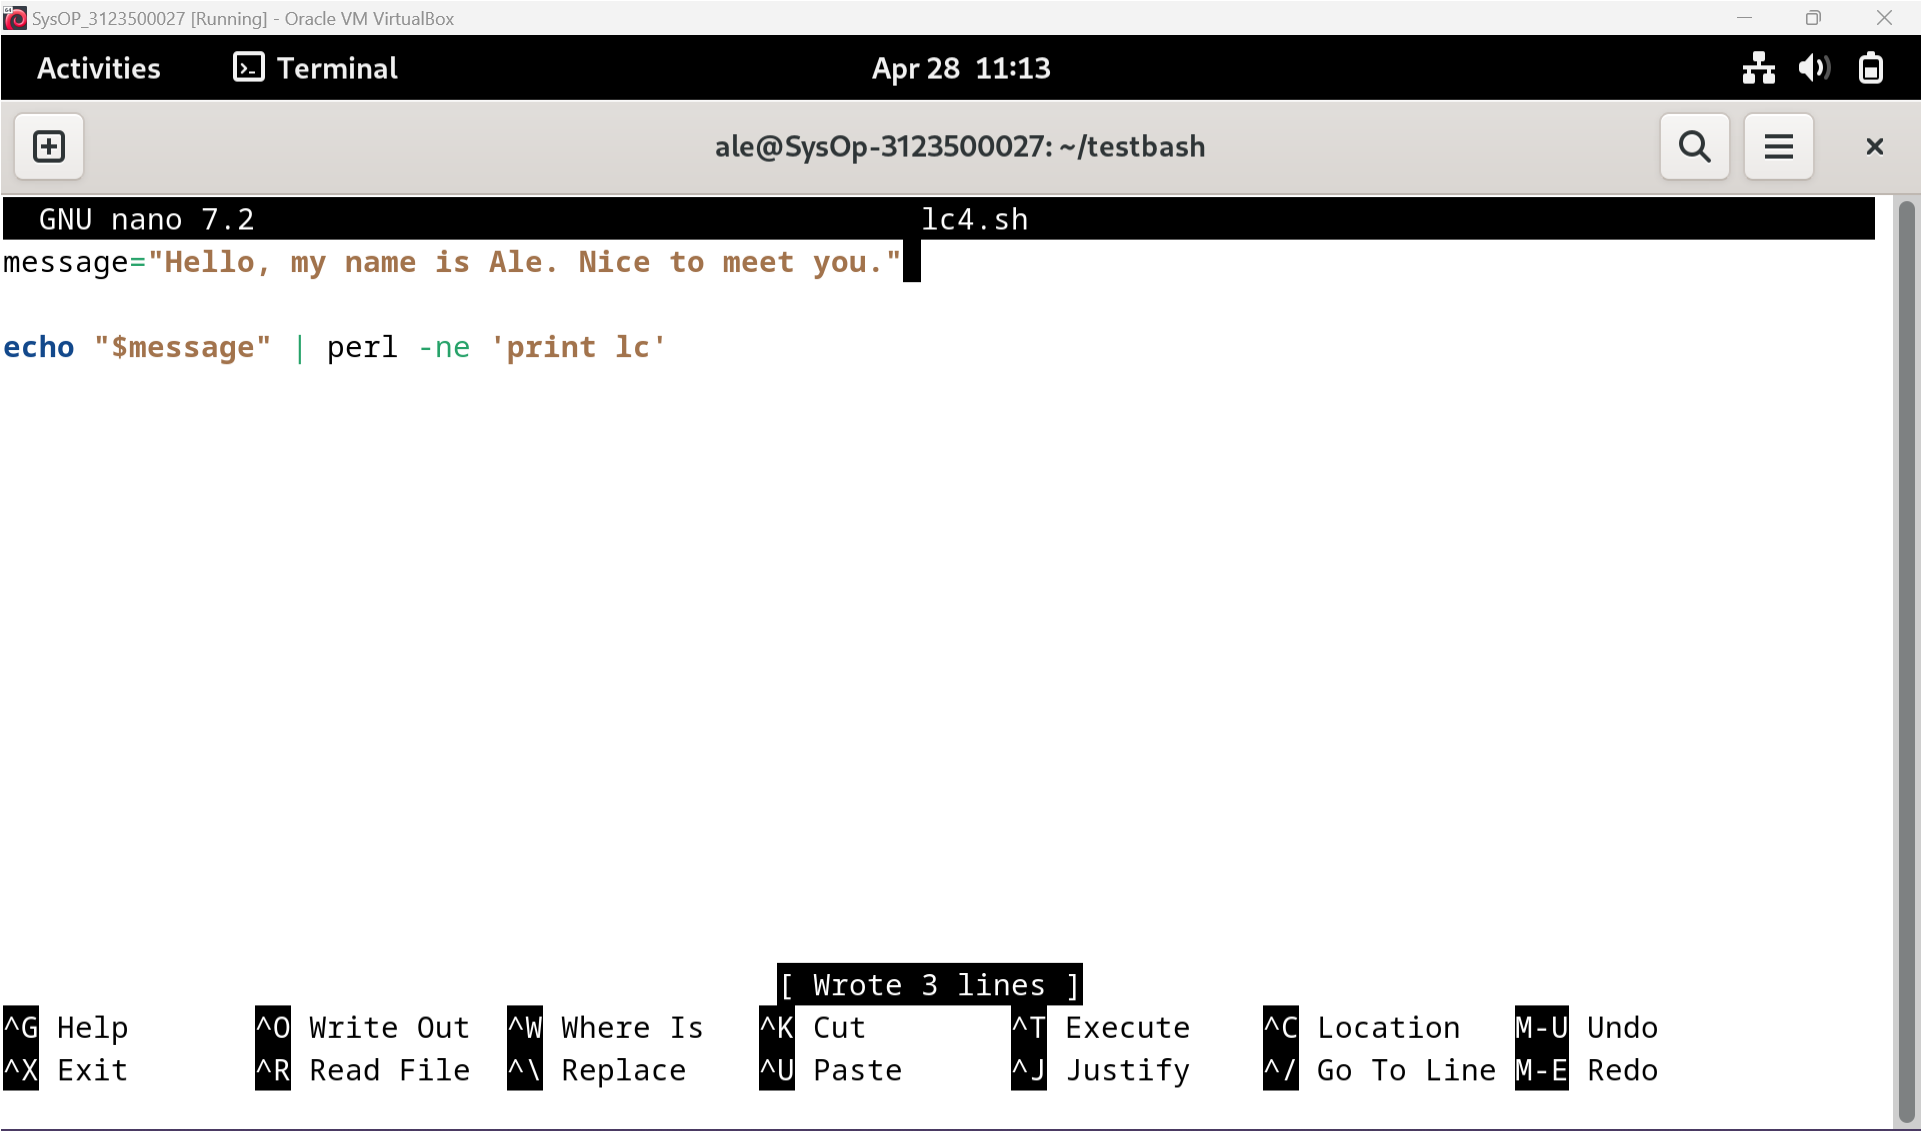 SysOP_3123500027 [Running] - Oracle VM VirtualBox
Activities Terminal Apr 28 11:13
ale@SysOp-3123500027: ~/testbash
GNU nano 7.2 lc4.sh
message="Hello, my name is Ale. Nice to meet you."
echo "$message" | perl -ne 'print lc'
[ Wrote 3 lines ]
^G Help ^O Write Out ^W Where Is ^K Cut ^T Execute ^C Location M-U Undo
^X Exit ^R Read File ^\ Replace ^U Paste ^J Justify ^/ Go To Line M-E Redo